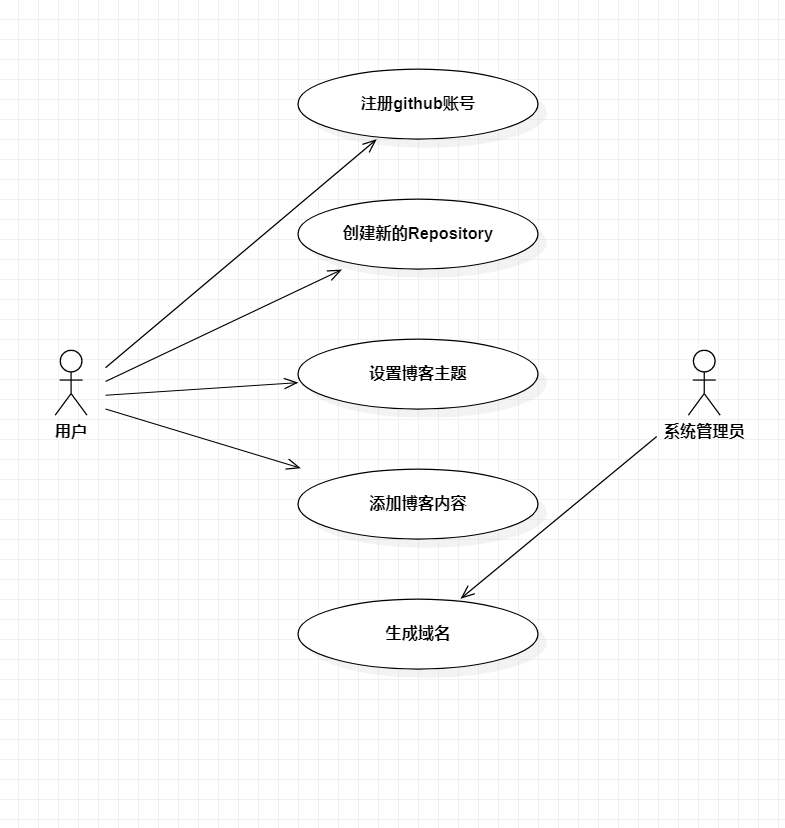 注册github账号
创建新的Repository
设置博客主题
用户
系统管理员
添加博客内容
生成域名